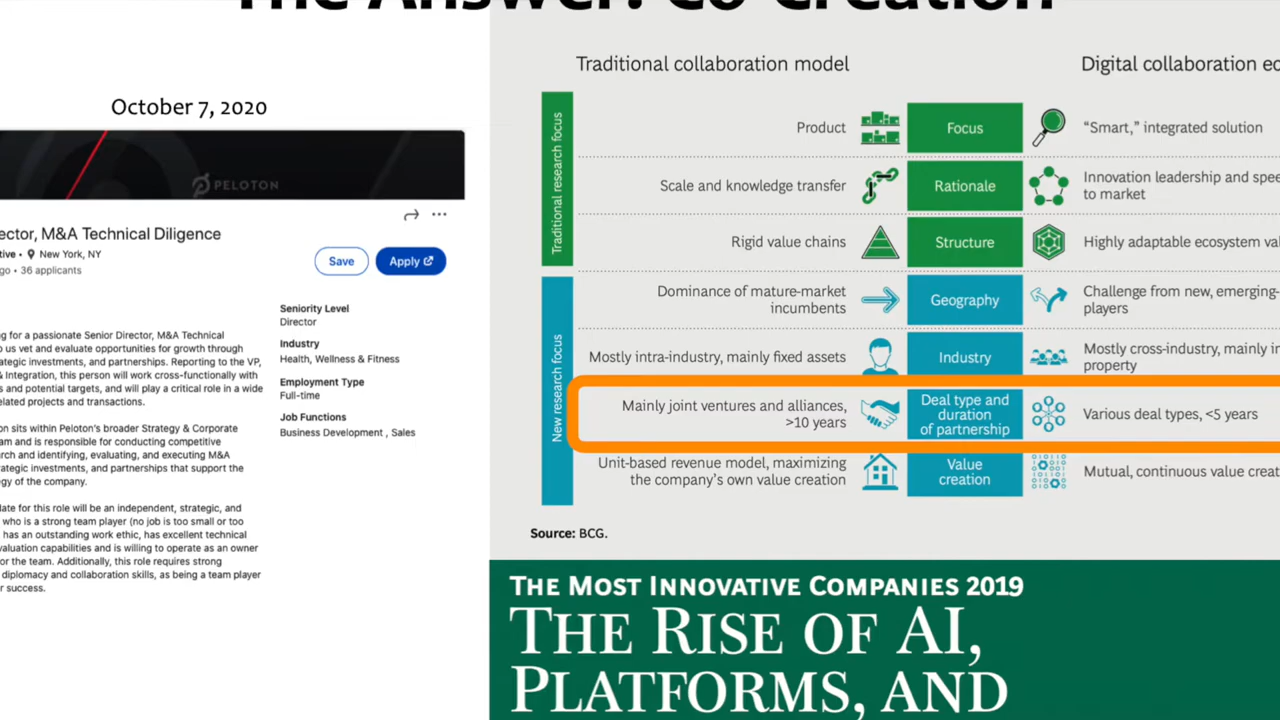 The Answer: Co-Creation
October 7, 2020
PELOTON
ector, M&A Technical Diligence
tive • New York, NY
go • 36 applicants
Save
Apply
Seniority Level
Director
Industry
Health, Wellness & Fitness
Employment Type
Full-time
Job Functions
Business Development , Sales
ng for a passionate Senior Director, M&A Technical
o us vet and evaluate opportunities for growth through
ategic investments, and partnerships. Reporting to the VP,
& Integration, this person will work cross-functionally with
s and potential targets, and will play a critical role in a wide
elated projects and transactions.
on sits within Peloton's broader Strategy & Corporate
am and is responsible for conducting competitive
rch and identifying, evaluating, and executing M&A
rategic investments, and partnerships that support the
egy of the company.
date for this role will be an independent, strategic, and
who is a strong team player (no job is too small or too
has an outstanding work ethic, has excellent technical
valuation capabilities and is willing to operate as an owner
or the team. Additionally, this role requires strong
diplomacy and collaboration skills, as being a team player
r success.
Traditional collaboration model
Digital collaboration ec
Traditional research focus
Product
Focus
“Smart,” integrated solution
Scale and knowledge transfer
Rationale
Innovation leadership and spee
to market
Rigid value chains
Structure
Highly adaptable ecosystem val
New research focus
Dominance of mature-market
incumbents
Geography
Challenge from new, emerging-
players
Mostly intra-industry, mainly fixed assets
Industry
Mostly cross-industry, mainly in
property
Mainly joint ventures and alliances,
>10 years
Deal type and
duration
of partnership
Various deal types, <5 years
Unit-based revenue model, maximizing
the company's own value creation
Value
creation
Mutual, continuous value creat
Source: BCG.
The Most Innovative Companies 2019
The Rise of AI,
Platforms, and